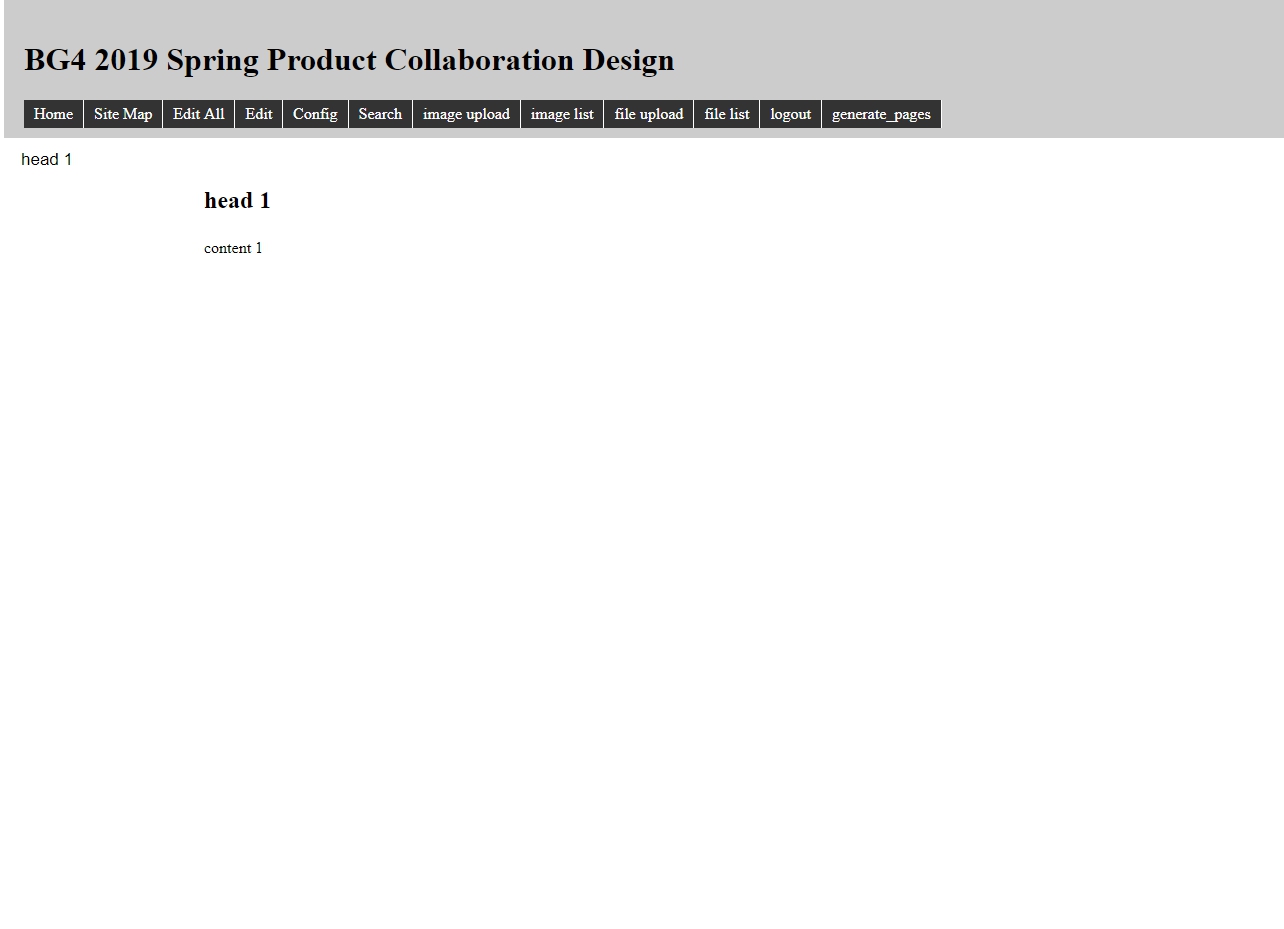 BG4 2019 Spring Product Collaboration Design
Home Site Map Edit All Edit Config Search image upload image list file upload file list logout generate_pages
head 1
head 1
content 1